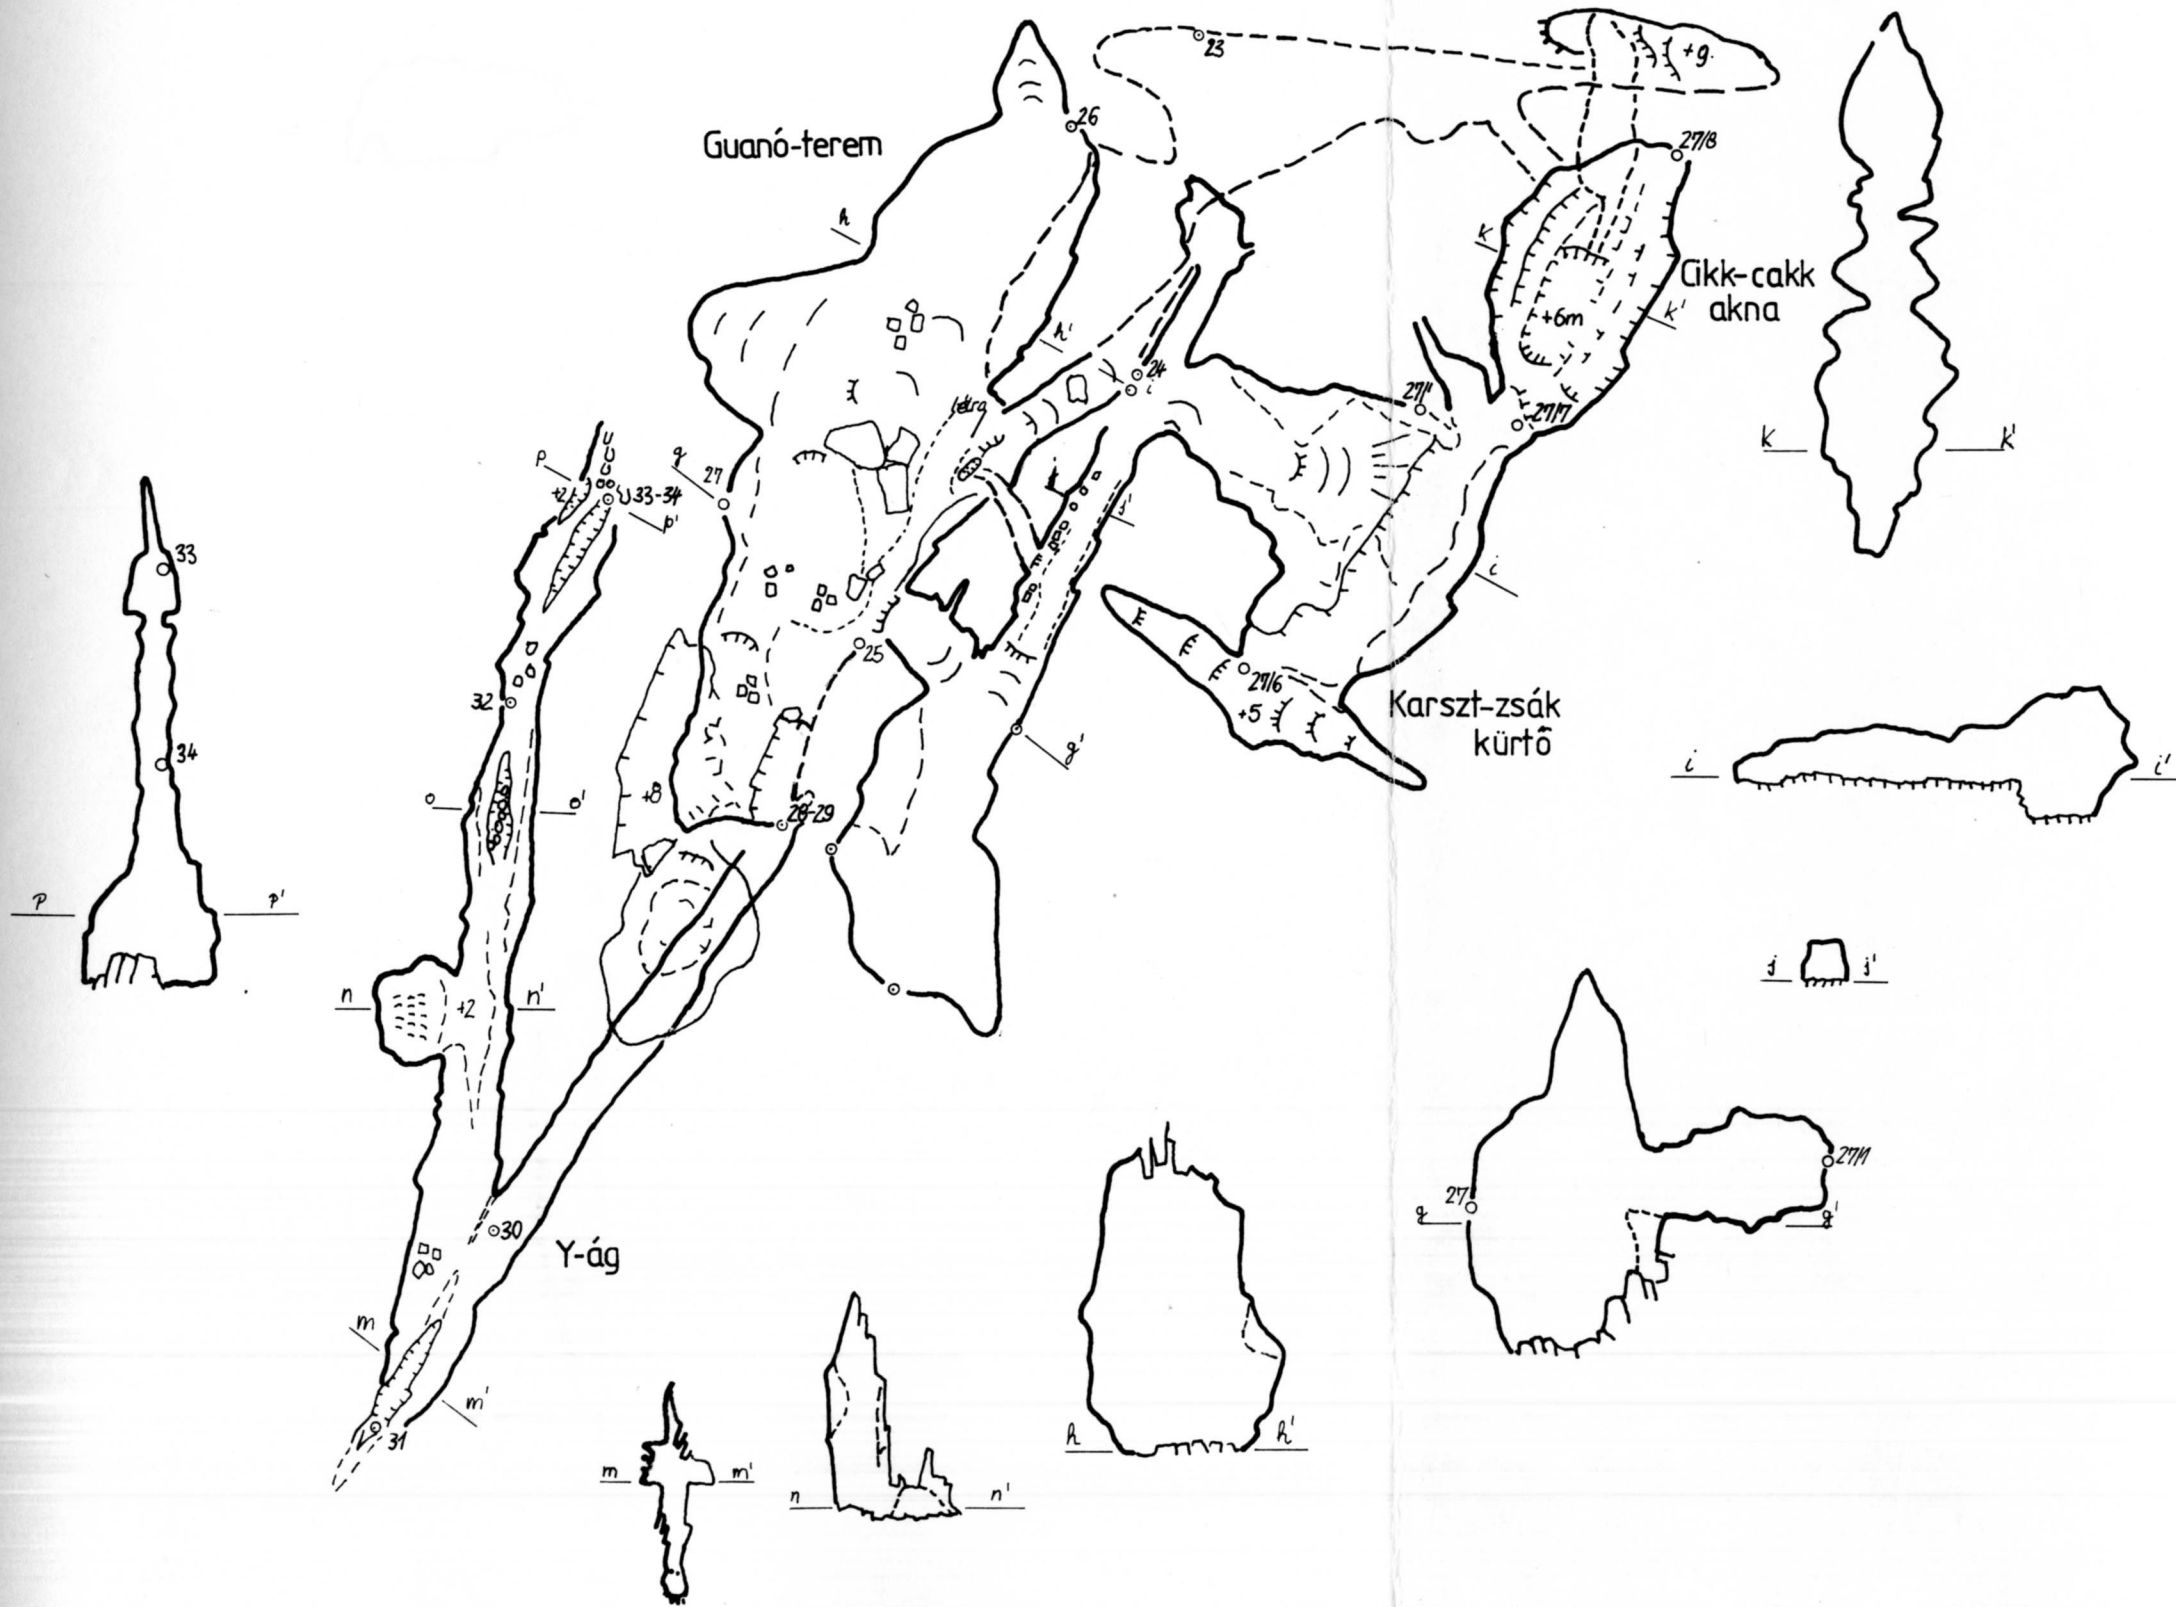 23
+9.
26
Guanó-terem
27/8
h
k
Cikk-cakk
akna
k'
+6m
h'
24
i
létra
27/1
27/7
p
g
27
+2
33-34
p'
j'
k
k'
33
i
25
32
27/6
+5
Karszt-zsák
kürtő
g'
34
i
i'
+8
28-29
o
o'
p
p'
j
j'
n
+2
n'
27/1
27
g
g'
30
Y-ág
m
m'
31
h
h'
m
m'
n
n'